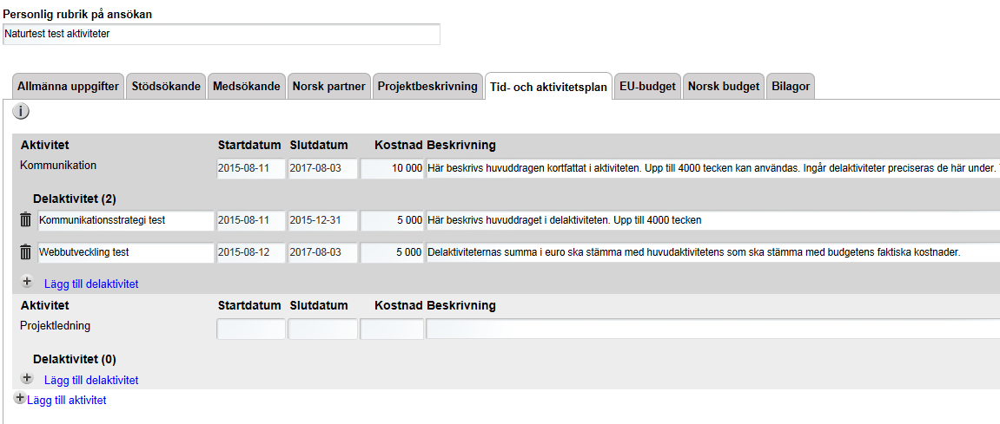 Personlig rubrik på ansökan
Naturtest test aktiviteter
Allmänna uppgifter Stödsökande Medsökande Norsk partner Projektbeskrivning Tid- och aktivitetsplan EU-budget Norsk budget Bilagor
i
Aktivitet Startdatum Slutdatum Kostnad Beskrivning
Kommunikation 2015-08-11 2017-08-03 10 000 Här beskrivs huvuddragen kortfattat i aktiviteten. Upp till 4000 tecken kan användas. Ingår delaktiviteter preciseras de här under.
Delaktivitet (2)
Kommunikationsstrategi test 2015-08-11 2015-12-31 5 000 Här beskrivs huvuddraget i delaktiviteten. Upp till 4000 tecken
Webbutveckling test 2015-08-12 2017-08-03 5 000 Delaktiviteternas summa i euro ska stämma med huvudaktivitetens som ska stämma med budgetens faktiska kostnader.
+ Lägg till delaktivitet
Aktivitet Startdatum Slutdatum Kostnad Beskrivning
Projektledning
Delaktivitet (0)
+ Lägg till delaktivitet
+ Lägg till aktivitet